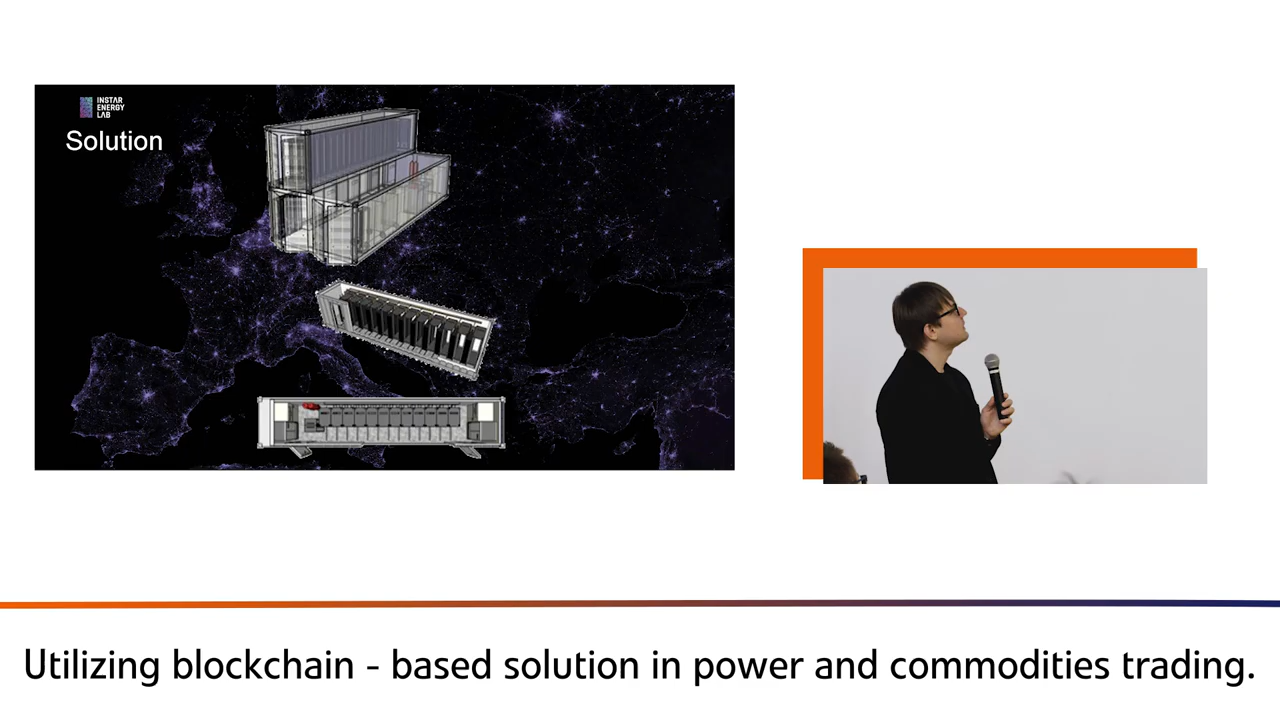 INSTAR
ENERGY
LAB
Solution
Utilizing blockchain - based solution in power and commodities trading.